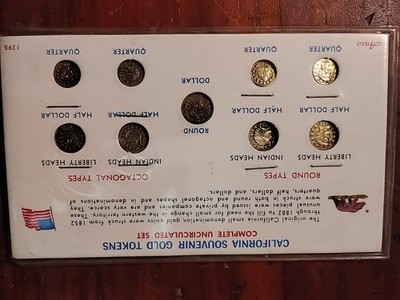 CALIFORNIA SOUVENIR GOLD TOKENS
COMPLETE UNCIRCULATED SET
The original California small denomination gold coins were struck from 1852
through 1882 to fill the need for small change in the western territory. These
unusual pieces were issued by private companies and are very scarce. They
were struck in both round and octagonal shapes and in denominations of
quarters, half dollars, and dollars.
ROUND TYPES OCTAGONAL TYPES
LIBERTY HEADS INDIAN HEADS INDIAN HEADS LIBERTY HEADS
ROUND
HALF DOLLAR HALF DOLLAR HALF DOLLAR HALF DOLLAR
DOLLAR
QUARTER QUARTER QUARTER QUARTER
1395